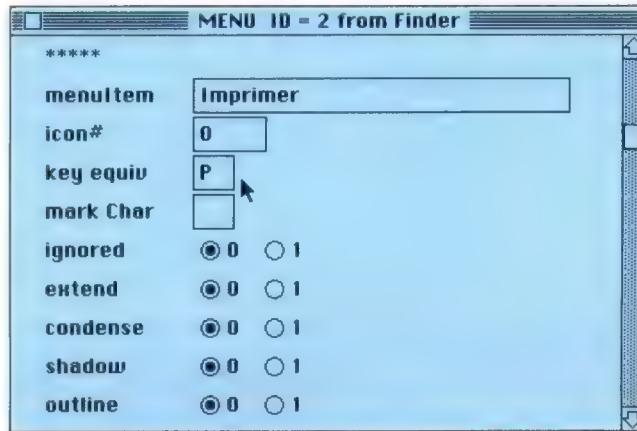 MENU ID = 2 from Finder
*****
menuItem Imprimer
icon# 0
key equiv P
mark Char
ignored 0 1
extend 0 1
condense 0 1
shadow 0 1
outline 0 1